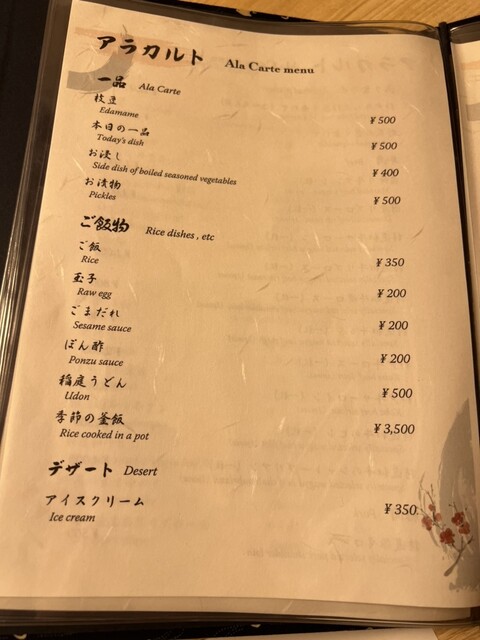 アラカルト Ala Carte menu
一品 Ala Carte
枝豆
Edamame ¥500
本日の一品
Today's dish ¥500
お浸し
Side dish of boiled seasoned vegetables ¥400
お漬物
Pickles ¥500
ご飯物 Rice dishes , etc
ご飯
Rice ¥350
玉子
Raw egg ¥200
ごまだれ
Sesame sauce ¥200
ぽん酢
Ponzu sauce ¥200
稲庭うどん
Udon ¥500
季節の釜飯
Rice cooked in a pot ¥3,500
デザート Desert
アイスクリーム
Ice cream ¥350